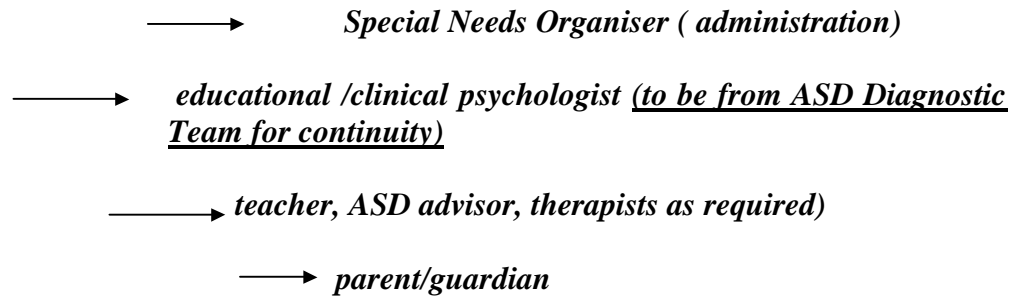 Special Needs Organiser ( administration)
educational /clinical psychologist (to be from ASD Diagnostic
Team for continuity)
teacher, ASD advisor, therapists as required)
parent/guardian